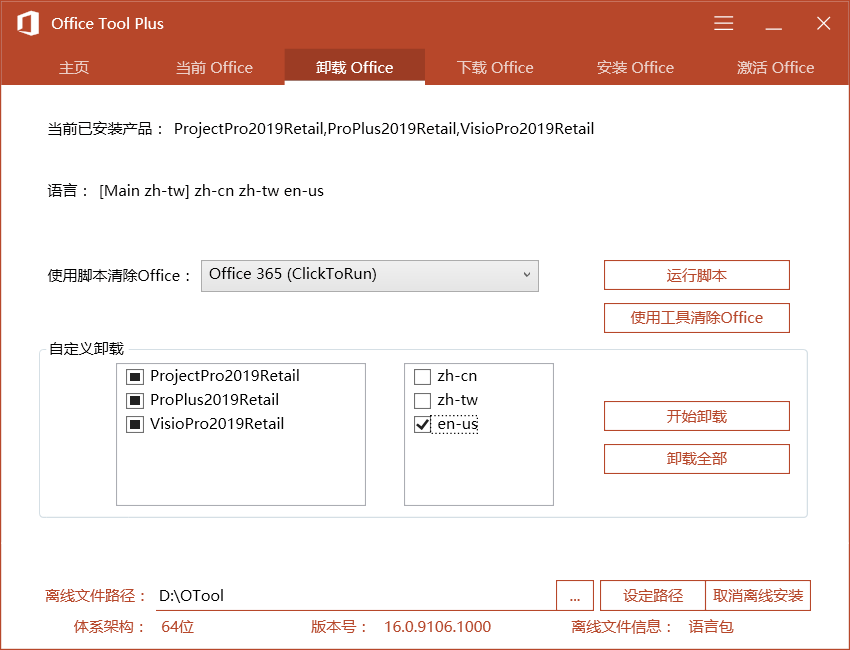 Office Tool Plus
主页 当前 Office 卸载 Office 下载 Office 安装 Office 激活 Office
当前已安装产品： ProjectPro2019Retail,ProPlus2019Retail,VisioPro2019Retail
语言： [Main zh-tw] zh-cn zh-tw en-us
使用脚本清除Office： Office 365 (ClickToRun) 运行脚本
使用工具清除Office
自定义卸载
ProjectPro2019Retail zh-cn
ProPlus2019Retail zh-tw
VisioPro2019Retail en-us
开始卸载
卸载全部
离线文件路径： D:\OTool ... 设定路径 取消离线安装
体系架构： 64位 版本号： 16.0.9106.1000 离线文件信息： 语言包